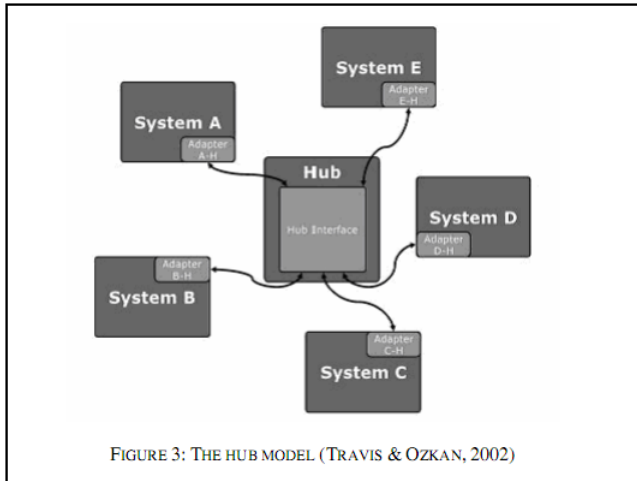 System E
Adapter
E-H
System A
Adapter
A-H
Hub
Hub Interface
System D
Adapter
D-H
Adapter
B-H
System B
Adapter
C-H
System C
FIGURE 3: THE HUB MODEL (TRAVIS & OZKAN, 2002)